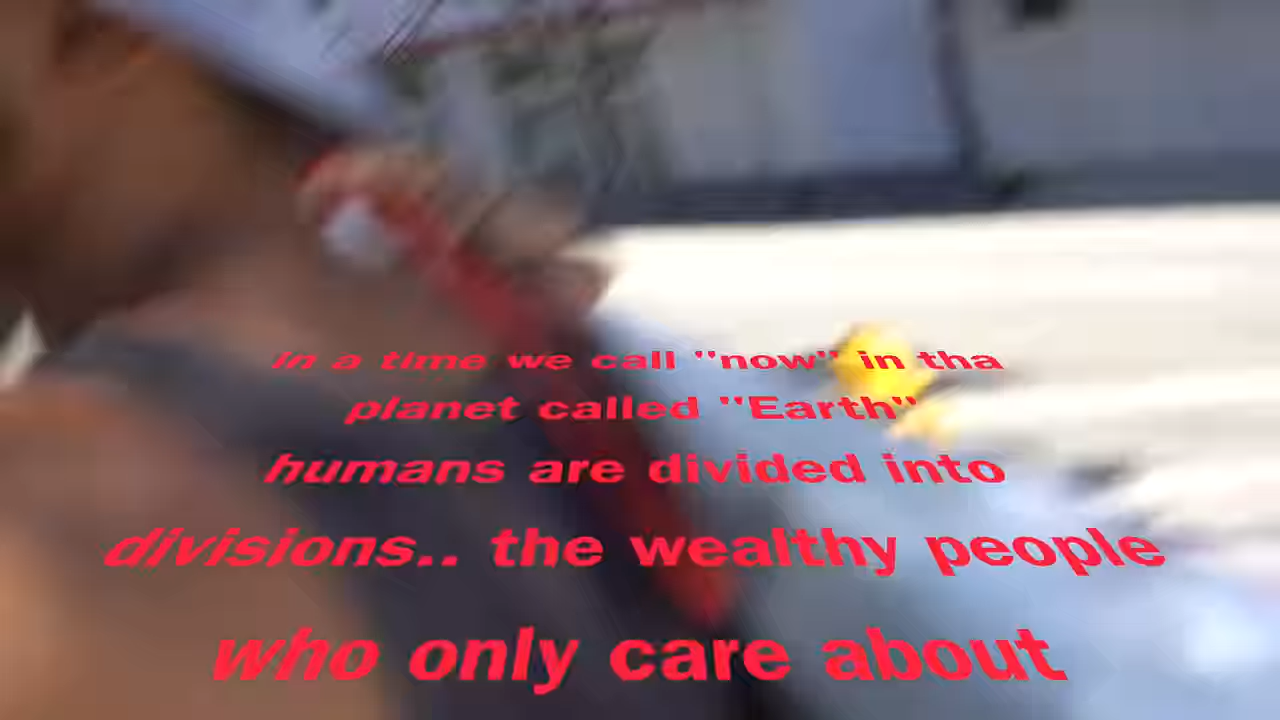 in a time we call "now" in tha
planet called "Earth"
humans are divided into
divisions.. the wealthy people
who only care about